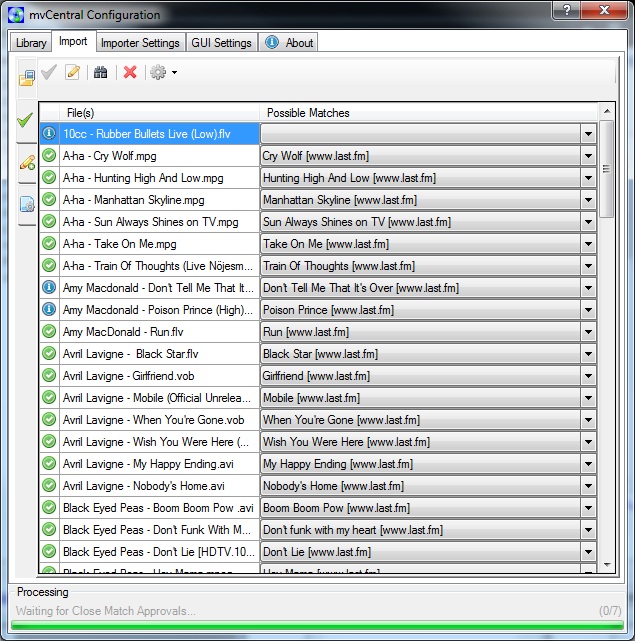 mvCentral Configuration
Library Import Importer Settings GUI Settings About
File(s) Possible Matches
10cc - Rubber Bullets Live (Low).flv
A-ha - Cry Wolf.mpg Cry Wolf [www.last.fm]
A-ha - Hunting High And Low.mpg Hunting High And Low [www.last.fm]
A-ha - Manhattan Skyline.mpg Manhattan Skyline [www.last.fm]
A-ha - Sun Always Shines on TV.mpg Sun Always Shines on TV [www.last.fm]
A-ha - Take On Me.mpg Take On Me [www.last.fm]
A-ha - Train Of Thoughts (Live Nöjesm... Train Of Thoughts [www.last.fm]
Amy Macdonald - Don't Tell Me That It... Don't Tell Me That It's Over [www.last.fm]
Amy Macdonald - Poison Prince (High)... Poison Prince [www.last.fm]
Amy MacDonald - Run.flv Run [www.last.fm]
Avril Lavigne - Black Star.flv Black Star [www.last.fm]
Avril Lavigne - Girlfriend.vob Girlfriend [www.last.fm]
Avril Lavigne - Mobile (Official Unrelea... Mobile [www.last.fm]
Avril Lavigne - When You're Gone.vob When You're Gone [www.last.fm]
Avril Lavigne - Wish You Were Here (... Wish You Were Here [www.last.fm]
Avril Lavigne - My Happy Ending.avi My Happy Ending [www.last.fm]
Avril Lavigne - Nobody's Home.avi Nobody's Home [www.last.fm]
Black Eyed Peas - Boom Boom Pow .avi Boom Boom Pow [www.last.fm]
Black Eyed Peas - Don't Funk With M... Don't funk with my heart [www.last.fm]
Black Eyed Peas - Don't Lie [HDTV.10... Don't Lie [www.last.fm]
Black Eyed Peas - Hey Mama.mpeg Hey Mama [www.last.fm]
Processing
Waiting for Close Match Approvals... (0/7)